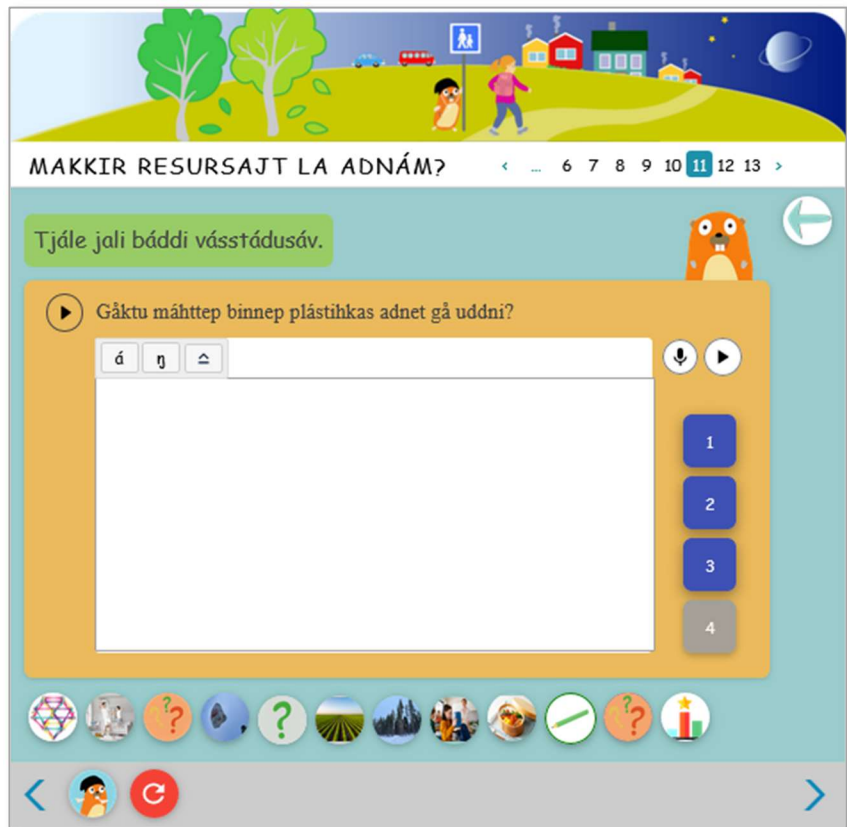 MAKKIR RESURSAJT LA ADNÁM?
‹ ... 6 7 8 9 10 11 12 13 ›
Tjále jali báddi vásstádusáv.
Gåktu máhttep binnep plástihkas adnet gå uddni?
á ŋ
1
2
3
4